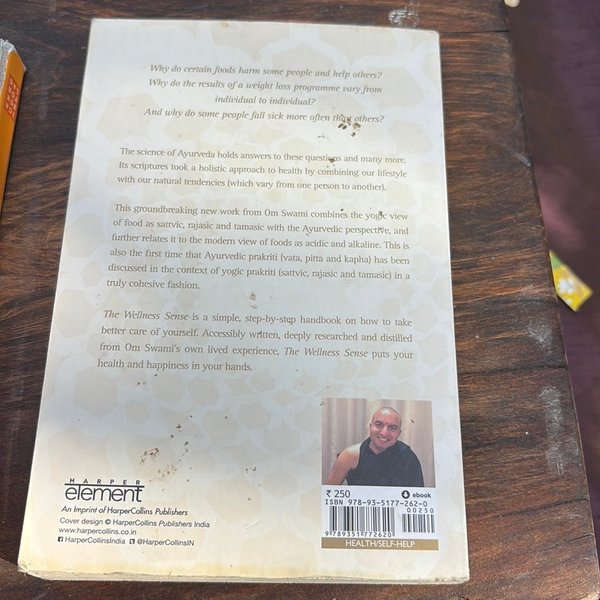 Why do certain foods harm some people and help others?
Why do the results of a weight loss programme vary from
individual to individual?
And why do some people fall sick more often than others?
The science of Ayurveda holds answers to these questions and many more.
Its scriptures took a holistic approach to health by combining our lifestyle
with our natural tendencies (which vary from one person to another).
This groundbreaking new work from Om Swami combines the yogic view
of food as sattvic, rajasic and tamasic with the Ayurvedic perspective, and
further relates it to the modern view of foods as acidic and alkaline. This is
also the first time that Ayurvedic prakriti (vata, pitta and kapha) has been
discussed in the context of yogic prakriti (sattvic, rajasic and tamasic) in a
truly cohesive fashion.
The Wellness Sense is a simple, step-by-step handbook on how to take
better care of yourself. Accessibly written, deeply researched and distilled
from Om Swami's own lived experience, The Wellness Sense puts your
health and happiness in your hands.
HARPER
element
An Imprint of HarperCollins Publishers
Cover design © HarperCollins Publishers India
www.harpercollins.co.in
HarperCollinsIndia @HarperCollinsIN
₹ 250 ebook
ISBN 978-93-5177-262-0
00250
9 789351 772620
HEALTH/SELF-HELP